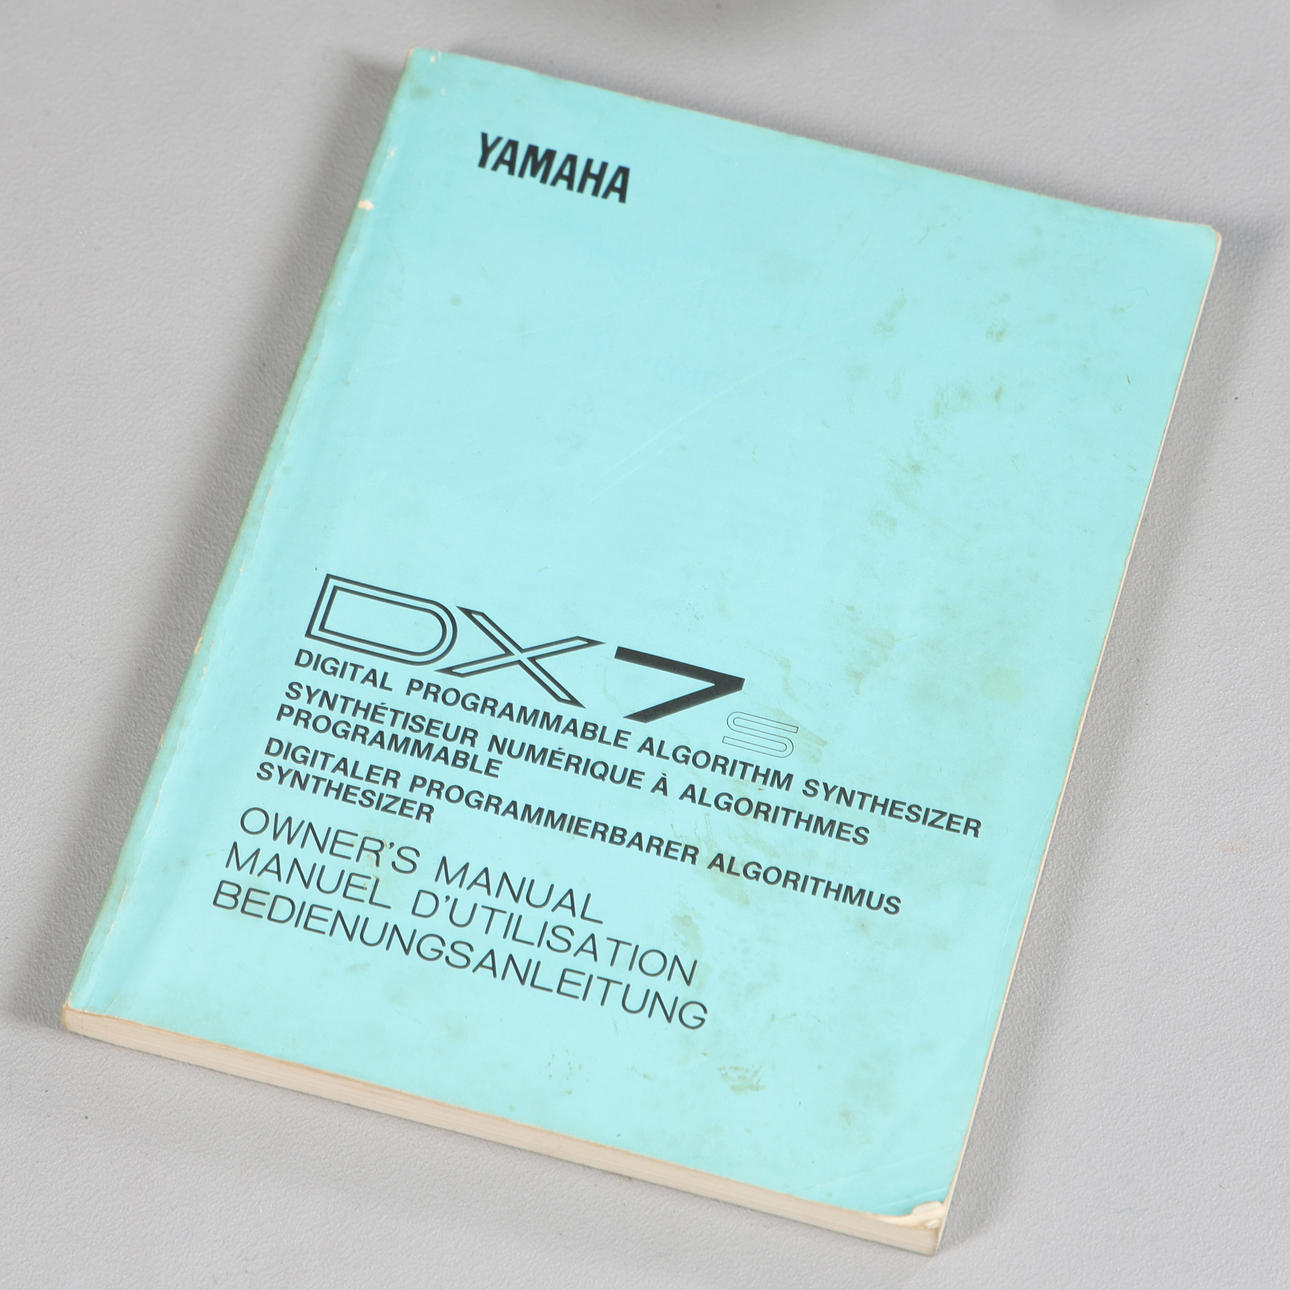 YAMAHA
DX7s
DIGITAL PROGRAMMABLE ALGORITHM SYNTHESIZER
SYNTHÉTISEUR NUMÉRIQUE À ALGORITHMES
PROGRAMMABLE
DIGITALER PROGRAMMIERBARER ALGORITHMUS
SYNTHESIZER
OWNER'S MANUAL
MANUEL D'UTILISATION
BEDIENUNGSANLEITUNG